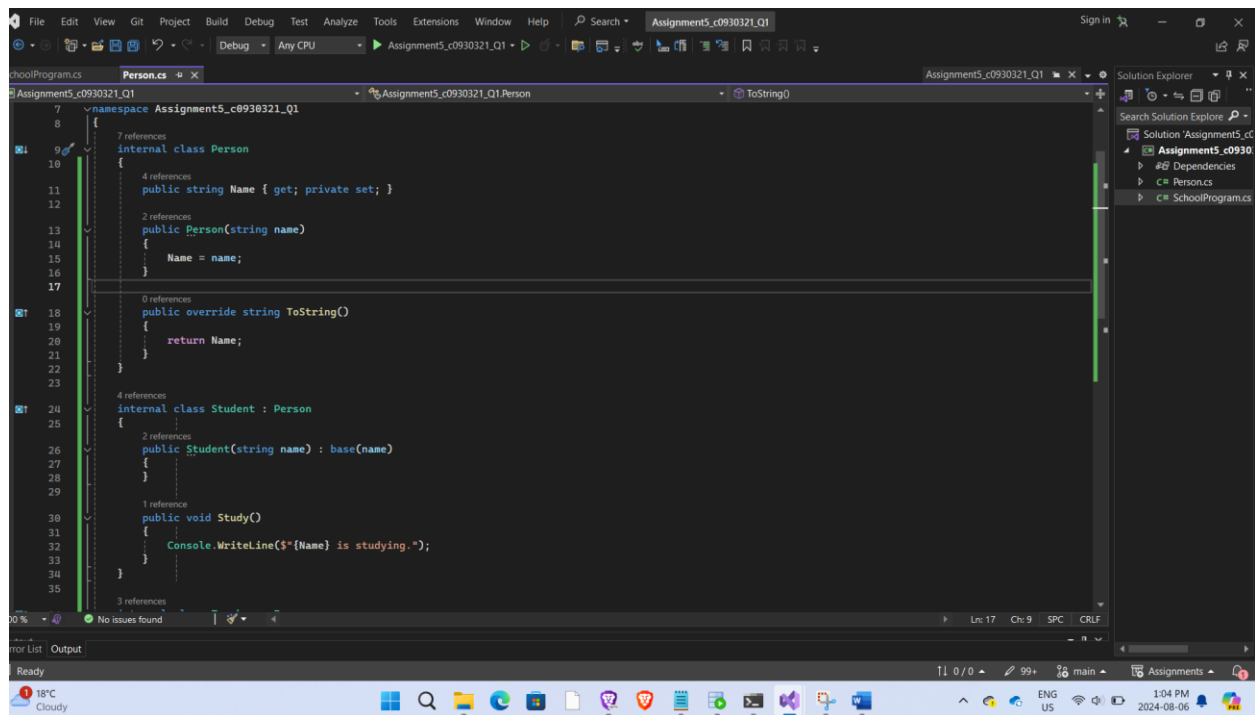 File Edit View Git Project Build Debug Test Analyze Tools Extensions Window Help Search Assignment5_c0930321_Q1 Sign in
Debug Any CPU Assignment5_c0930321_Q1
choolProgram.cs Person.cs Assignment5_c0930321_Q1 Solution Explorer
Assignment5_c0930321_Q1 Assignment5_c0930321_Q1.Person ToString()
Search Solution Explore
Solution 'Assignment5_c0
Assignment5_c0930
Dependencies
C# Person.cs
C# SchoolProgram.cs
7 namespace Assignment5_c0930321_Q1
8 {
7 references
9 internal class Person
10 {
4 references
11 public string Name { get; private set; }
12
2 references
13 public Person(string name)
14 {
15 Name = name;
16 }
17
0 references
18 public override string ToString()
19 {
20 return Name;
21 }
22 }
23
4 references
24 internal class Student : Person
25 {
2 references
26 public Student(string name) : base(name)
27 {
28 }
29
1 reference
30 public void Study()
31 {
32 Console.WriteLine($"{Name} is studying.");
33 }
34 }
35
3 references
00 % No issues found Ln: 17 Ch: 9 SPC CRLF
rror List Output
Ready 0 / 0 99+ main Assignments 1
1 18°C
Cloudy
ENG
US
1:04 PM
2024-08-06
PRE